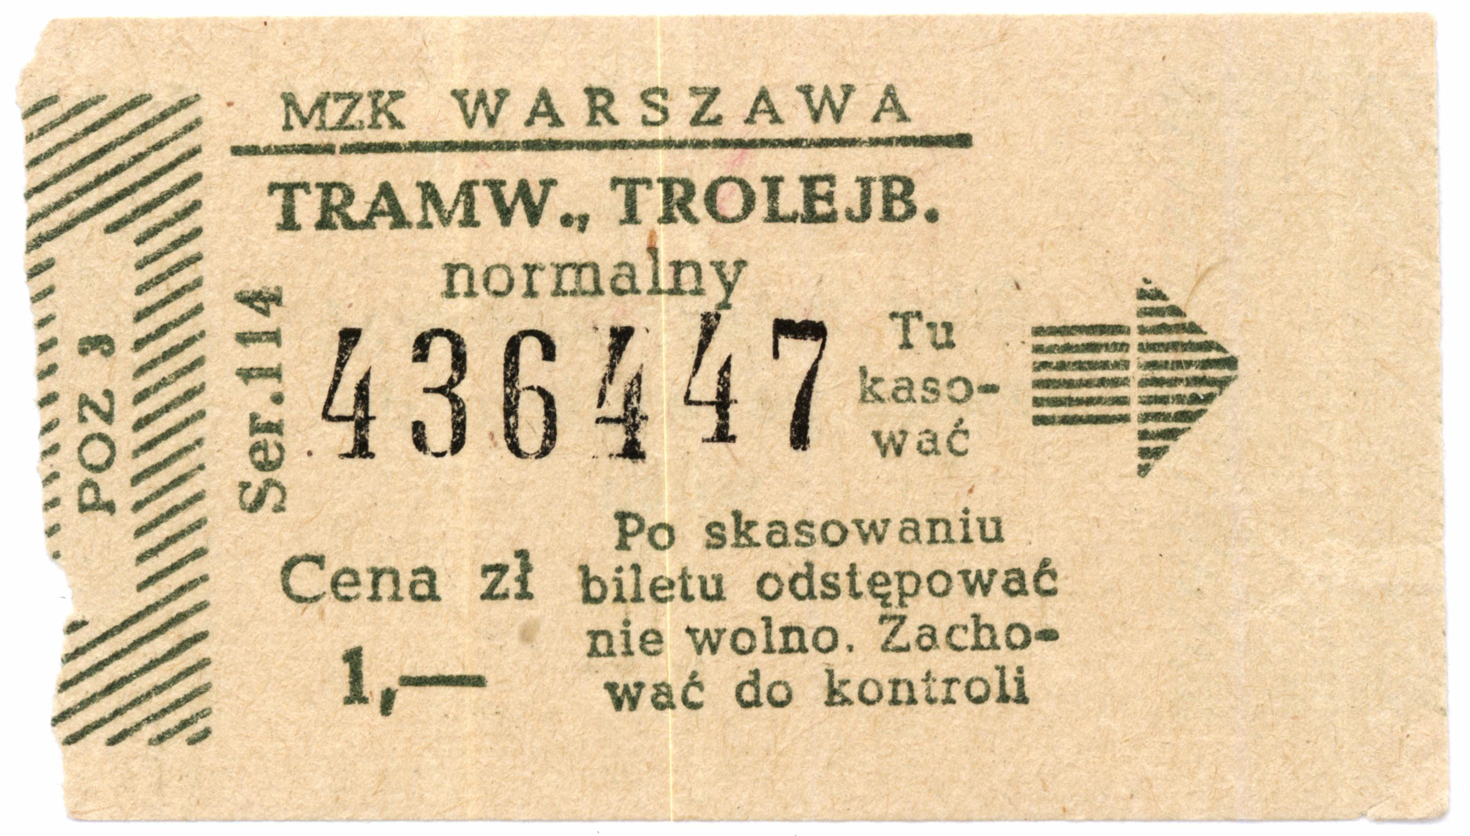 MZK WARSZAWA
TRAMW., TROLEJB.
normalny
POZ 3
Ser.114
436447
Tu
kaso-
wać
Cena zł
1,—
Po skasowaniu
biletu odstępować
nie wolno. Zacho-
wać do kontroli